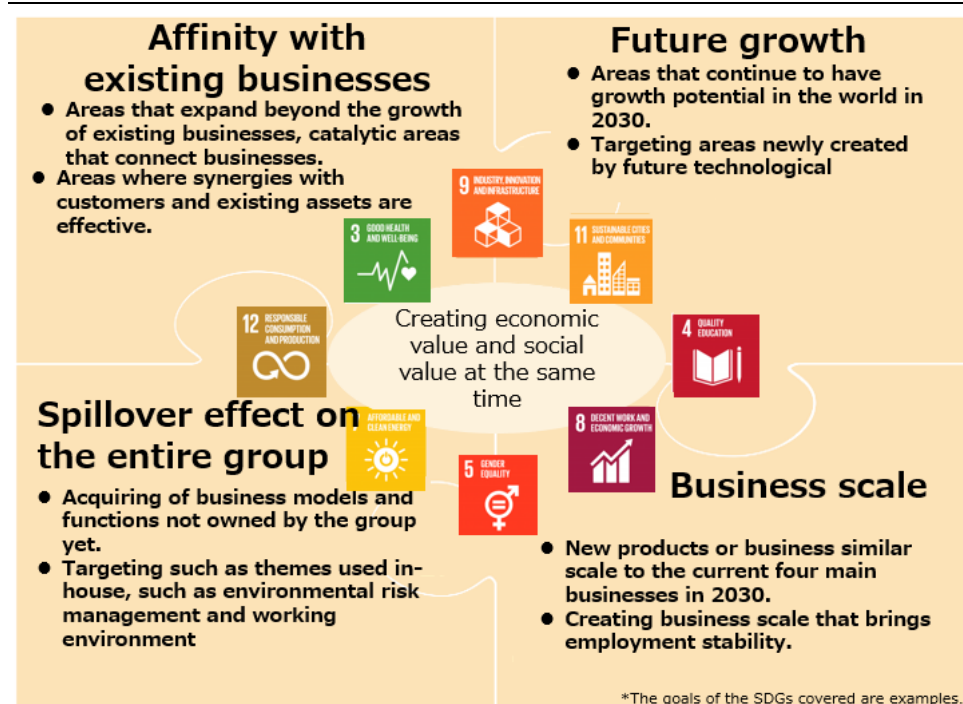 Affinity with
existing businesses
● Areas that expand beyond the growth
of existing businesses, catalytic areas
that connect businesses.
● Areas where synergies with
customers and existing assets are
effective.
Future growth
● Areas that continue to have
growth potential in the world in
2030.
● Targeting areas newly created
by future technological
9 INDUSTRY, INNOVATION
AND INFRASTRUCTURE
3 GOOD HEALTH
AND WELL-BEING
11 SUSTAINABLE CITIES
AND COMMUNITIES
12 RESPONSIBLE
CONSUMPTION
AND PRODUCTION
4 QUALITY
EDUCATION
Creating economic
value and social
value at the same
time
Spillover effect on
the entire group
AFFORDABLE AND
CLEAN ENERGY
8 DECENT WORK AND
ECONOMIC GROWTH
5 GENDER
EQUALITY
● Acquiring of business models and
functions not owned by the group
yet.
● Targeting such as themes used in-
house, such as environmental risk
management and working
environment
Business scale
● New products or business similar
scale to the current four main
businesses in 2030.
● Creating business scale that brings
employment stability.
*The goals of the SDGs covered are examples.